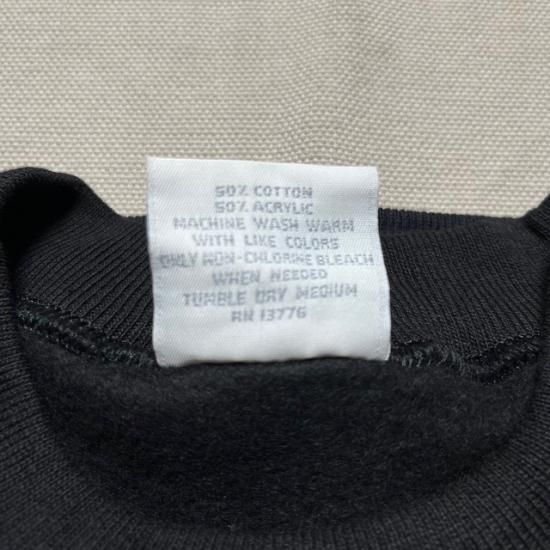 50% COTTON
50% ACRYLIC
MACHINE WASH WARM
WITH LIKE COLORS
ONLY NON-CHLORINE BLEACH
WHEN NEEDED
TUMBLE DRY MEDIUM
RN 13776